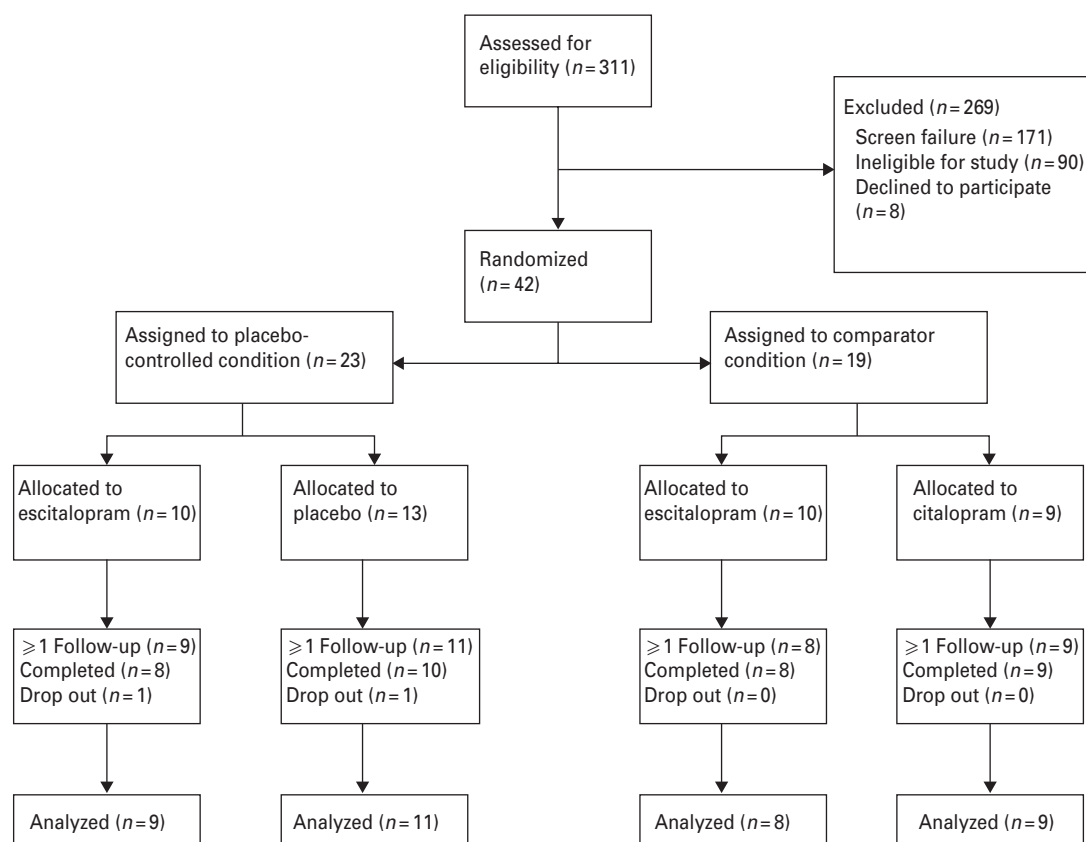 Assessed for
eligibility (n=311)
Excluded (n=269)
Screen failure (n=171)
Ineligible for study (n=90)
Declined to participate
(n=8)
Randomized
(n=42)
Assigned to placebo-
controlled condition (n=23)
Assigned to comparator
condition (n=19)
Allocated to
escitalopram (n=10)
Allocated to
placebo (n=13)
Allocated to
escitalopram (n=10)
Allocated to
citalopram (n=9)
⩾1 Follow-up (n=9)
Completed (n=8)
Drop out (n=1)
⩾1 Follow-up (n=11)
Completed (n=10)
Drop out (n=1)
⩾1 Follow-up (n=8)
Completed (n=8)
Drop out (n=0)
⩾1 Follow-up (n=9)
Completed (n=9)
Drop out (n=0)
Analyzed (n=9)
Analyzed (n=11)
Analyzed (n=8)
Analyzed (n=9)